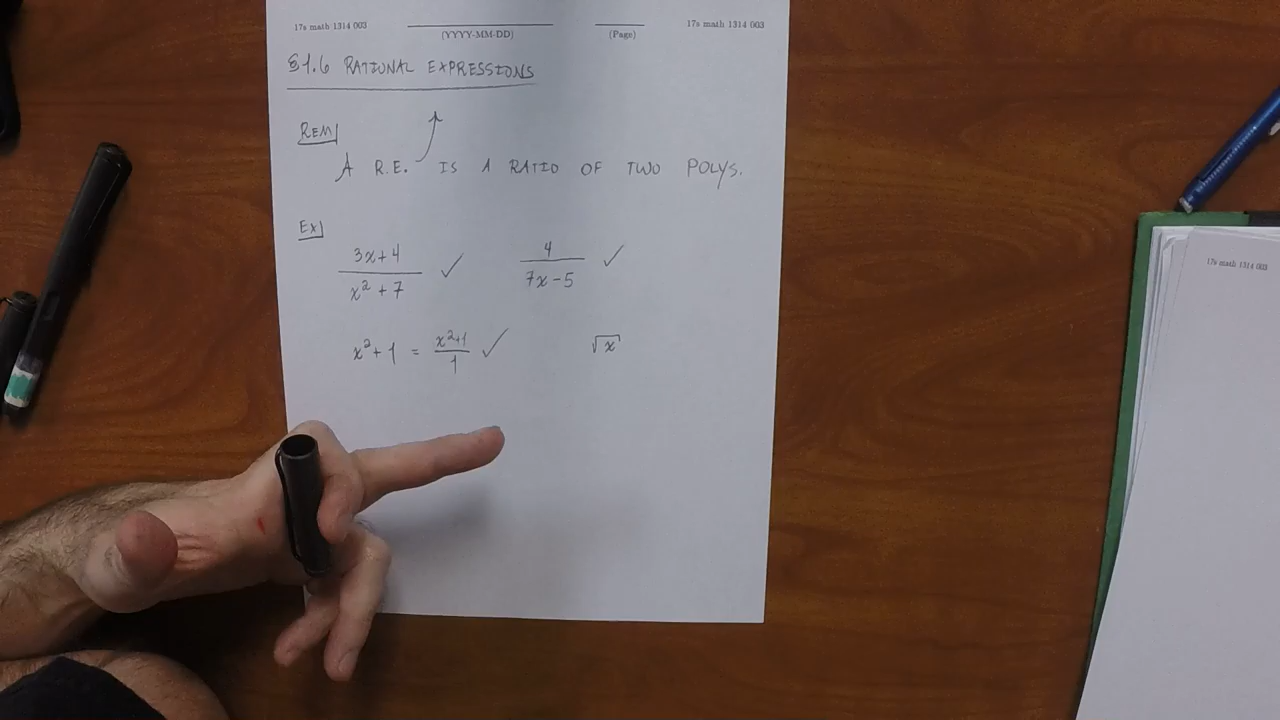 17s math 1314 003 (YYYY-MM-DD) (Page) 17s math 1314 003
§1.6 RATIONAL EXPRESSIONS
REM
A R.E. IS A RATIO OF TWO POLYS.
EX
3x+4 / x²+7 ✓ 4 / 7x-5 ✓
x²+1 = x²+1 / 1 ✓ √x
17s math 1314 003